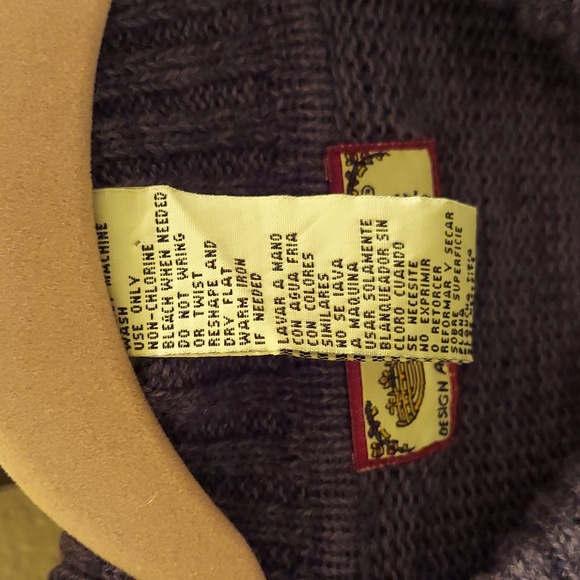 MACHINE
WASH
USE ONLY
NON-CHLORINE
BLEACH WHEN NEEDED
DO NOT WRING
OR TWIST
RESHAPE AND
DRY FLAT
WARM IRON
IF NEEDED
LAVAR A MANO
CON AGUA FRIA
CON COLORES
SIMILARES
NO SE LAVA
A MAQUINA
USAR SOLAMENTE
BLANQUEADOR SIN
CLORO CUANDO
SE NECESITE
NO EXPRIMIR
O RETORCER
REFORMAR Y SECAR
SOBRE SUPERFICIE
®
DESIGN